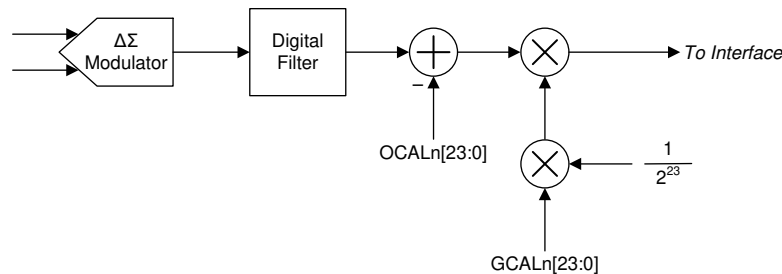 ΔΣ
Modulator
Digital
Filter
To Interface
–
OCALn[23:0]
1
2^23
GCALn[23:0]